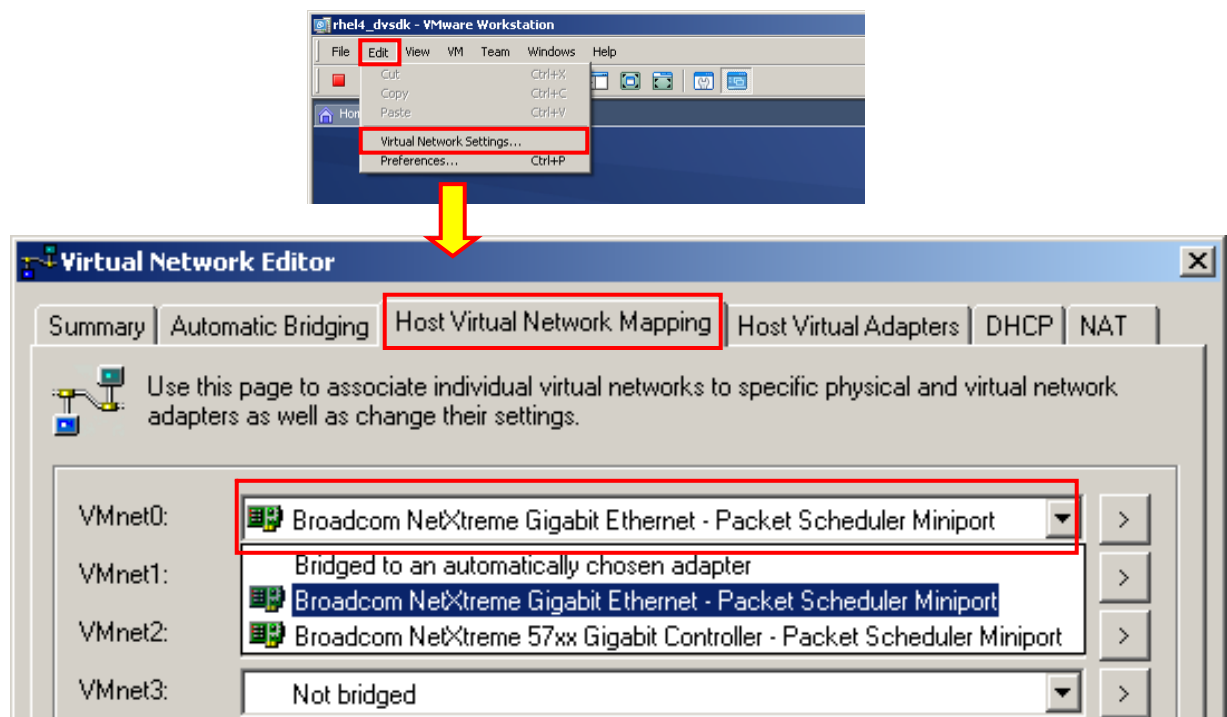 rhel4_dvsdk - VMware Workstation
File Edit View VM Team Windows Help
Cut Ctrl+X
Copy Ctrl+C
Paste Ctrl+V
Hom
Virtual Network Settings...
Preferences... Ctrl+P
Virtual Network Editor
Summary Automatic Bridging Host Virtual Network Mapping Host Virtual Adapters DHCP NAT
Use this page to associate individual virtual networks to specific physical and virtual network
adapters as well as change their settings.
VMnet0: Broadcom NetXtreme Gigabit Ethernet - Packet Scheduler Miniport >
Bridged to an automatically chosen adapter
VMnet1: >
Broadcom NetXtreme Gigabit Ethernet - Packet Scheduler Miniport
VMnet2: Broadcom NetXtreme 57xx Gigabit Controller - Packet Scheduler Miniport >
VMnet3: Not bridged >